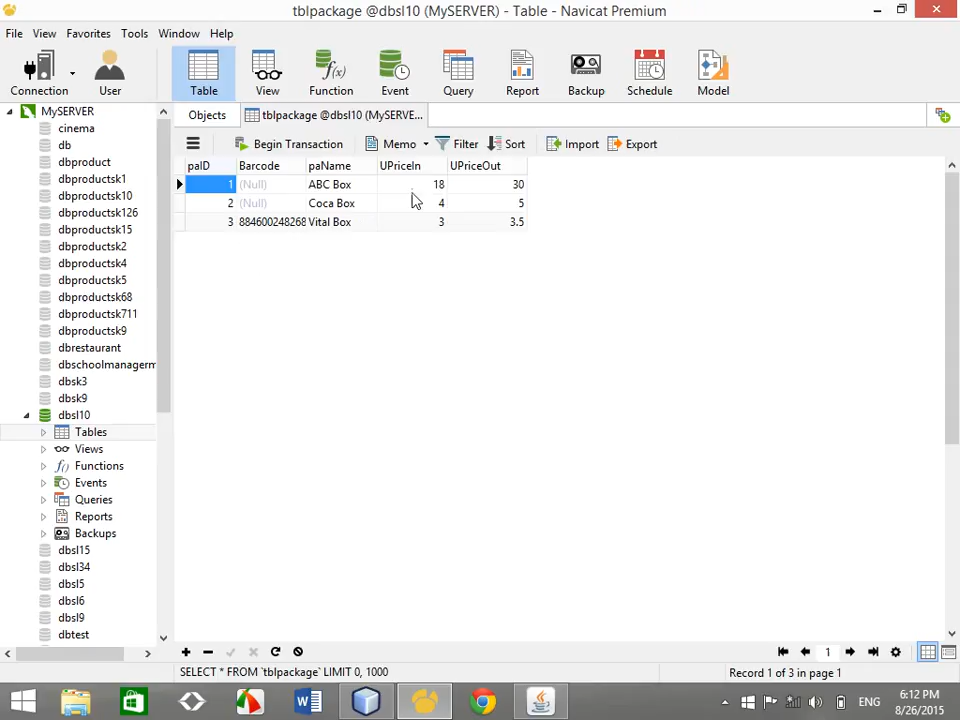 tblpackage @dbsl10 (MySERVER) - Table - Navicat Premium
File View Favorites Tools Window Help
Connection User Table View Function Event Query Report Backup Schedule Model
MySERVER
cinema
db
dbproduct
dbproductsk1
dbproductsk10
dbproductsk126
dbproductsk15
dbproductsk2
dbproductsk4
dbproductsk5
dbproductsk68
dbproductsk711
dbproductsk9
dbrestaurant
dbschoolmanagerm
dbsk3
dbsk9
dbsl10
Tables
Views
Functions
Events
Queries
Reports
Backups
dbsl15
dbsl34
dbsl5
dbsl6
dbsl9
dbtest
Objects tblpackage @dbsl10 (MySERVE...
Begin Transaction Memo Filter Sort Import Export
paID Barcode paName UPriceIn UPriceOut
1 (Null) ABC Box 18 30
2 (Null) Coca Box 4 5
3 884600248268 Vital Box 3 3.5
1
SELECT * FROM `tblpackage` LIMIT 0, 1000 Record 1 of 3 in page 1
ENG 6:12 PM
8/26/2015